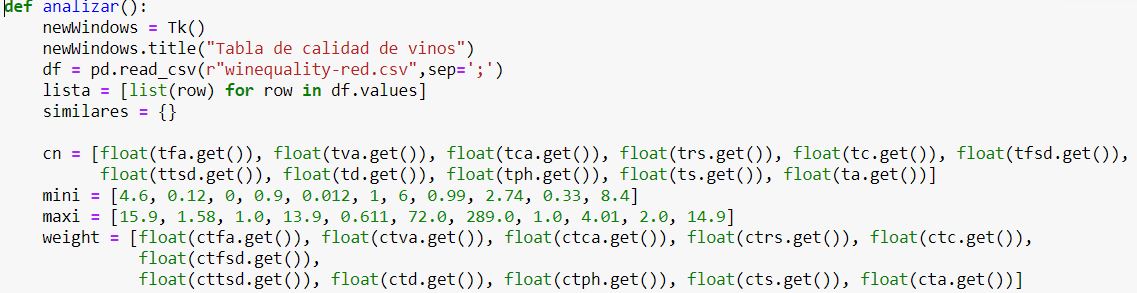 def analizar():
    newWindows = Tk()
    newWindows.title("Tabla de calidad de vinos")
    df = pd.read_csv(r"winequality-red.csv",sep=';')
    lista = [list(row) for row in df.values]
    similares = {}

    cn = [float(tfa.get()), float(tva.get()), float(tca.get()), float(trs.get()), float(tc.get()), float(tfsd.get()),
          float(ttsd.get()), float(td.get()), float(tph.get()), float(ts.get()), float(ta.get())]
    mini = [4.6, 0.12, 0, 0.9, 0.012, 1, 6, 0.99, 2.74, 0.33, 8.4]
    maxi = [15.9, 1.58, 1.0, 13.9, 0.611, 72.0, 289.0, 1.0, 4.01, 2.0, 14.9]
    weight = [float(ctfa.get()), float(ctva.get()), float(ctca.get()), float(ctrs.get()), float(ctc.get()),
              float(ctfsd.get()),
              float(cttsd.get()), float(ctd.get()), float(ctph.get()), float(cts.get()), float(cta.get())]